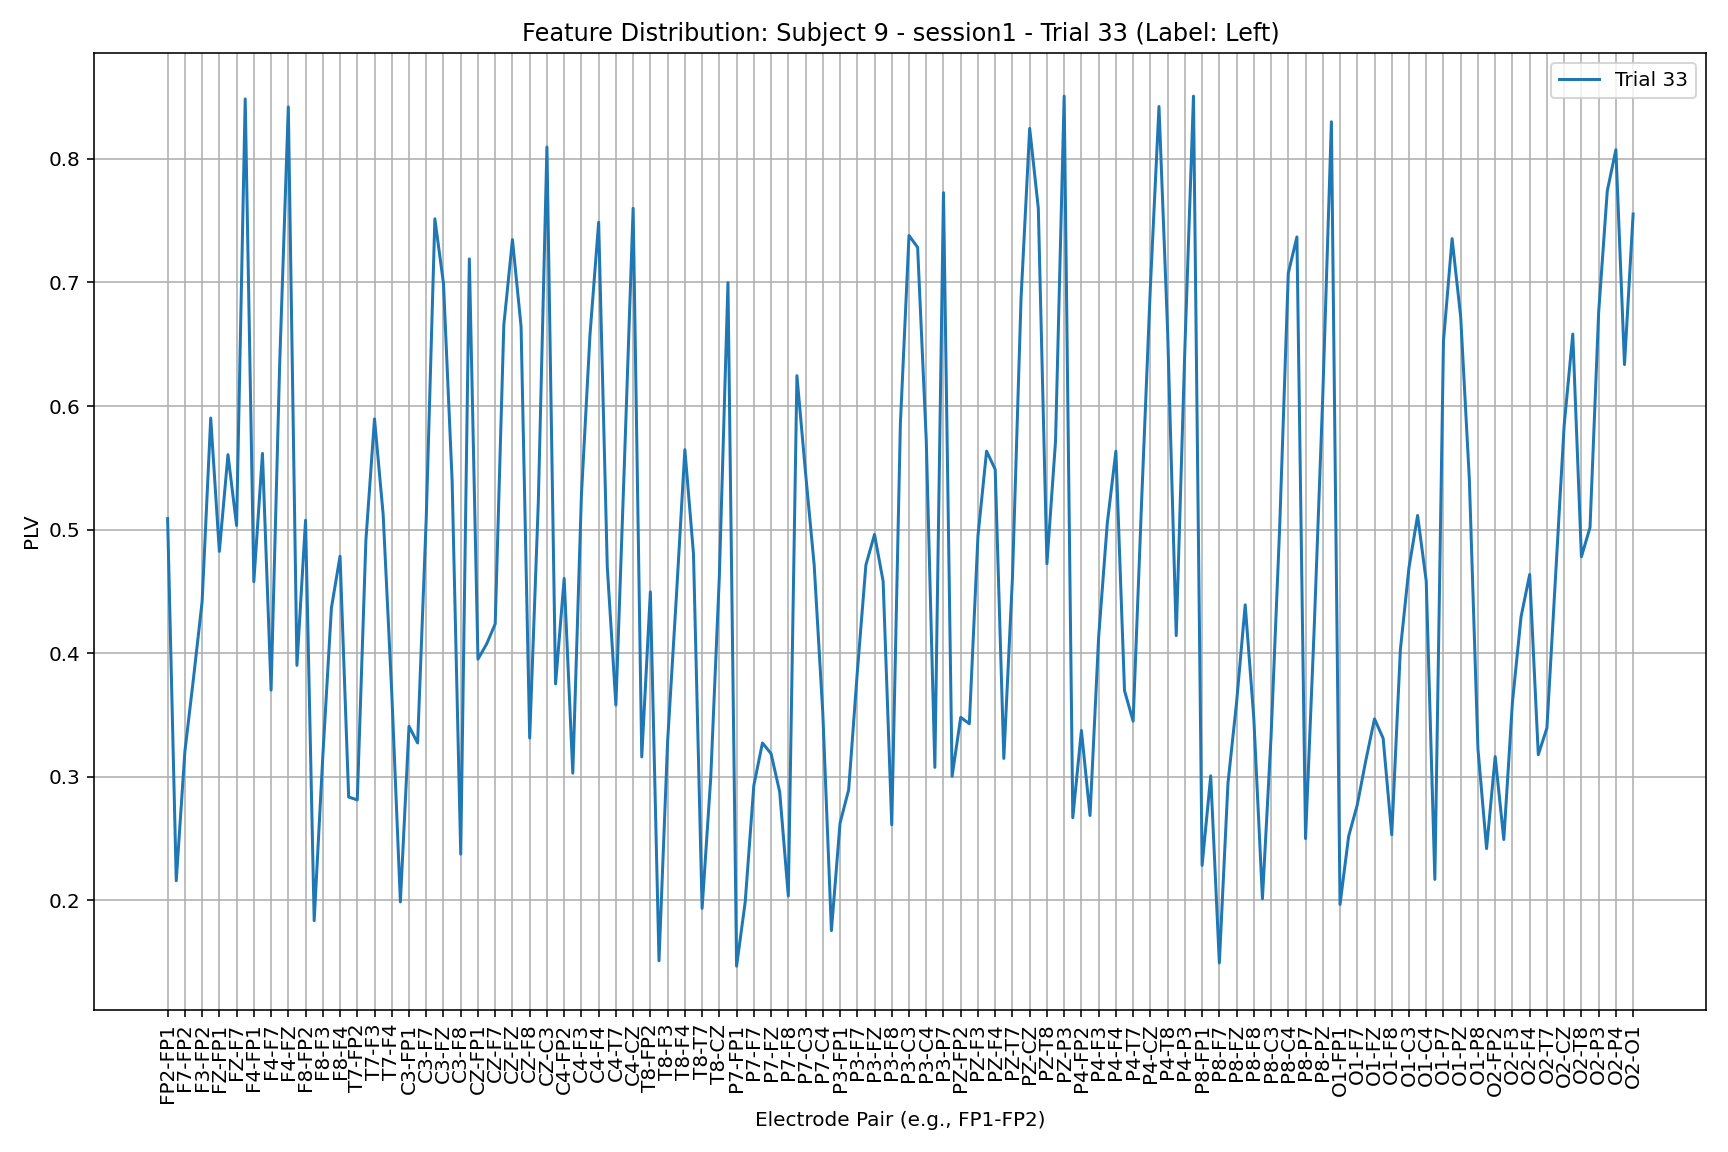 Feature Distribution: Subject 9 - session1 - Trial 33 (Label: Left)
Trial 33
PLV
0.8
0.7
0.6
0.5
0.4
0.3
0.2
FP2-FP1
F7-FP2
F3-FP2
FZ-FP1
FZ-F7
F4-FP1
F4-F7
F4-FZ
F8-FP2
F8-F3
F8-F4
T7-FP2
T7-F3
T7-F4
C3-FP1
C3-F7
C3-FZ
C3-F8
CZ-FP1
CZ-F7
CZ-FZ
CZ-F8
CZ-C3
C4-FP2
C4-F3
C4-F4
C4-T7
C4-CZ
T8-FP2
T8-F3
T8-F4
T8-T7
T8-CZ
P7-FP1
P7-F7
P7-FZ
P7-F8
P7-C3
P7-C4
P3-FP1
P3-F7
P3-FZ
P3-F8
P3-C3
P3-C4
P3-P7
PZ-FP2
PZ-F3
PZ-F4
PZ-T7
PZ-CZ
PZ-T8
PZ-P3
P4-FP2
P4-F3
P4-F4
P4-T7
P4-CZ
P4-T8
P4-P3
P8-FP1
P8-F7
P8-FZ
P8-F8
P8-C3
P8-C4
P8-P7
P8-PZ
O1-FP1
O1-F7
O1-FZ
O1-F8
O1-C3
O1-C4
O1-P7
O1-PZ
O1-P8
O2-FP2
O2-F3
O2-F4
O2-T7
O2-CZ
O2-T8
O2-P3
O2-P4
O2-O1
Electrode Pair (e.g., FP1-FP2)